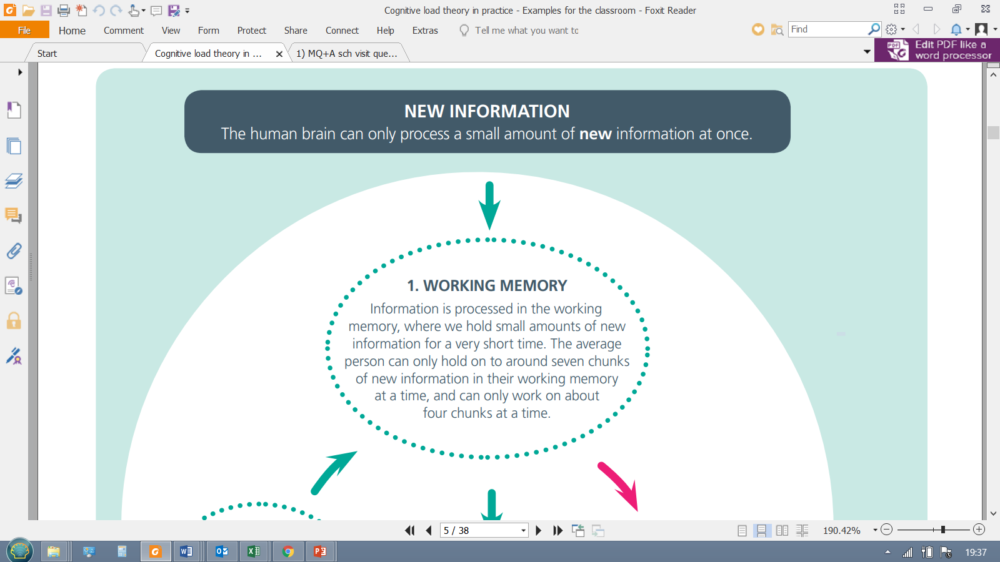 Cognitive load theory in practice - Examples for the classroom - Foxit Reader
File Home Comment View Form Protect Share Connect Help Extras Tell me what you want to Find
Start Cognitive load theory in ... 1) MQ+A sch visit que...
Edit PDF like a
word processor
NEW INFORMATION
The human brain can only process a small amount of new information at once.
1. WORKING MEMORY
Information is processed in the working
memory, where we hold small amounts of new
information for a very short time. The average
person can only hold on to around seven chunks
of new information in their working memory
at a time, and can only work on about
four chunks at a time.
5 / 38
190.42%
19:37